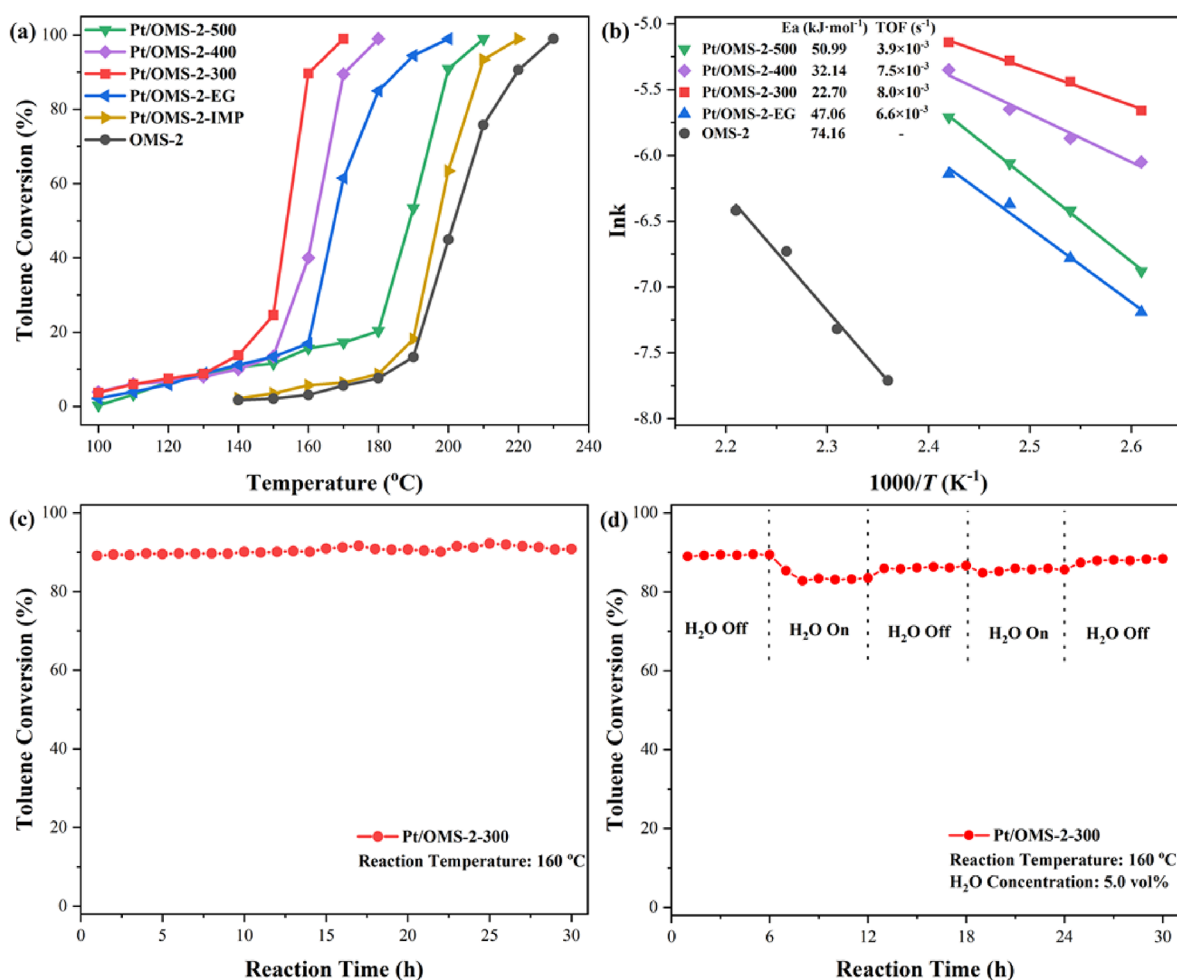 (a)
Pt/OMS-2-500
Pt/OMS-2-400
Pt/OMS-2-300
Pt/OMS-2-EG
Pt/OMS-2-IMP
OMS-2
100
80
60
40
20
0
Toluene Conversion (%)
100 120 140 160 180 200 220 240
Temperature (°C)
(b)
Ea (kJ·mol⁻¹) TOF (s⁻¹)
Pt/OMS-2-500 50.99 3.9×10⁻³
Pt/OMS-2-400 32.14 7.5×10⁻³
Pt/OMS-2-300 22.70 8.0×10⁻³
Pt/OMS-2-EG 47.06 6.6×10⁻³
OMS-2 74.16 -
-5.0
-5.5
-6.0
-6.5
-7.0
-7.5
-8.0
Ink
2.2 2.3 2.4 2.5 2.6
1000/T (K⁻¹)
(c)
100
80
60
40
20
0
Toluene Conversion (%)
Pt/OMS-2-300
Reaction Temperature: 160 °C
0 5 10 15 20 25 30
Reaction Time (h)
(d)
100
80
60
40
20
0
Toluene Conversion (%)
H₂O Off H₂O On H₂O Off H₂O On H₂O Off
Pt/OMS-2-300
Reaction Temperature: 160 °C
H₂O Concentration: 5.0 vol%
0 6 12 18 24 30
Reaction Time (h)